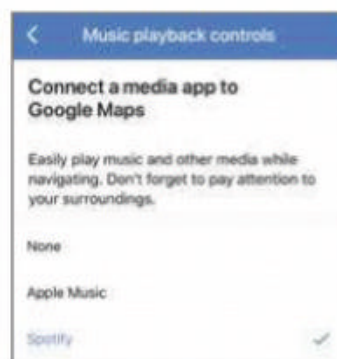 Music playback controls
Connect a media app to
Google Maps
Easily play music and other media while
navigating. Don't forget to pay attention to
your surroundings.
None
Apple Music
Spotify